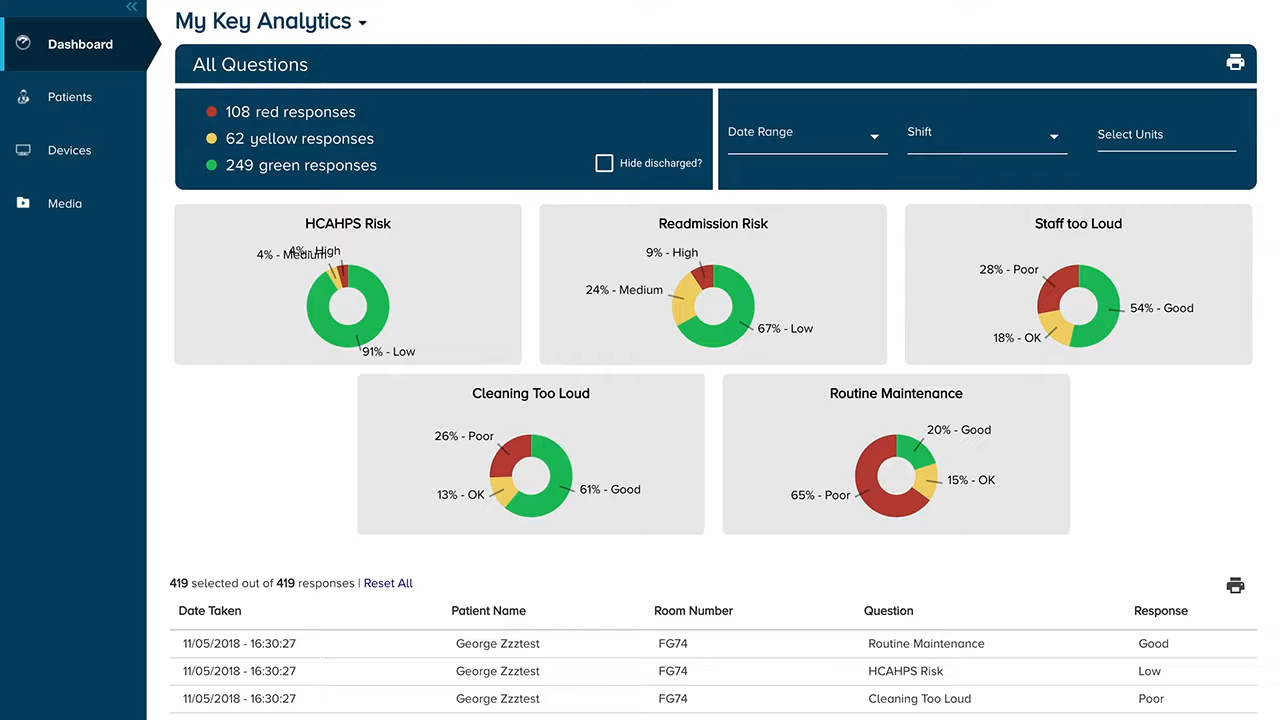 My Key Analytics
Dashboard
Patients
Devices
Media
All Questions
108 red responses
62 yellow responses
249 green responses
Hide discharged?
Date Range
Shift
Select Units
HCAHPS Risk
4% - High
4% - Medium
91% - Low
Readmission Risk
9% - High
24% - Medium
67% - Low
Staff too Loud
28% - Poor
54% - Good
18% - OK
Cleaning Too Loud
26% - Poor
13% - OK
61% - Good
Routine Maintenance
20% - Good
15% - OK
65% - Poor
419 selected out of 419 responses | Reset All
Date Taken Patient Name Room Number Question Response
11/05/2018 - 16:30:27 George Zzztest FG74 Routine Maintenance Good
11/05/2018 - 16:30:27 George Zzztest FG74 HCAHPS Risk Low
11/05/2018 - 16:30:27 George Zzztest FG74 Cleaning Too Loud Poor